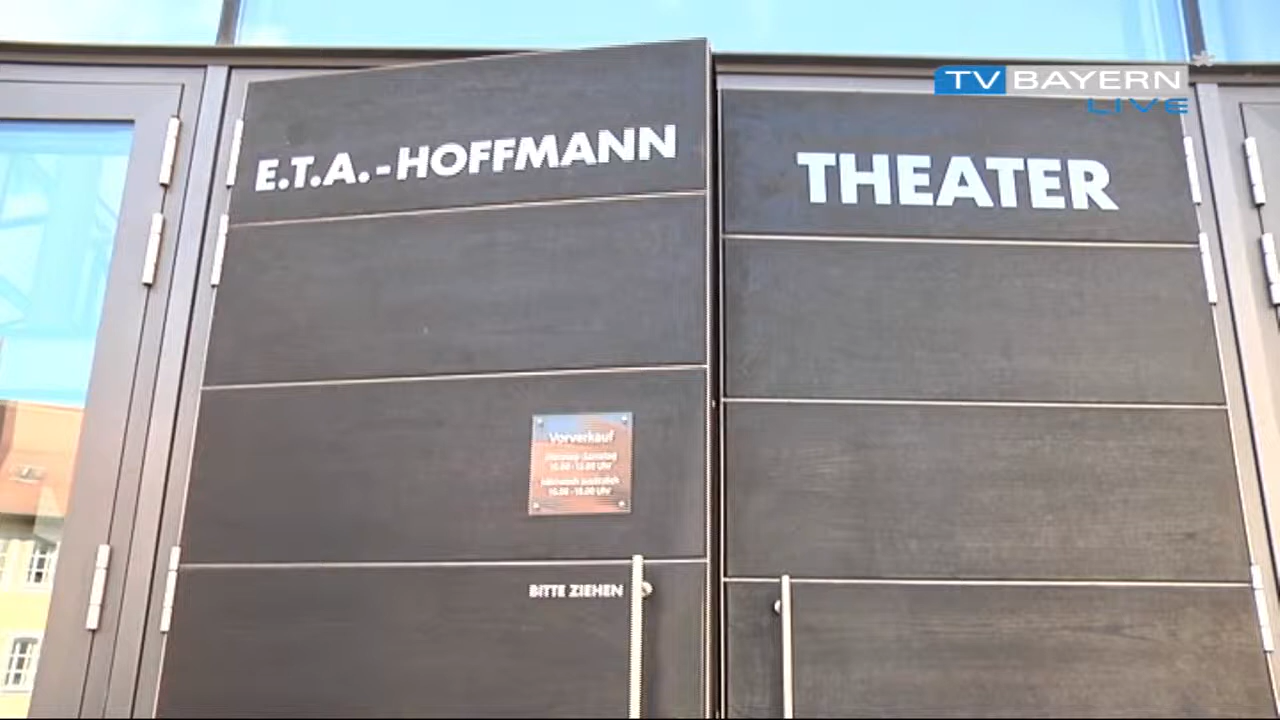 TV BAYERN
LIVE
E.T.A.-HOFFMANN THEATER
Vorverkauf
BITTE ZIEHEN